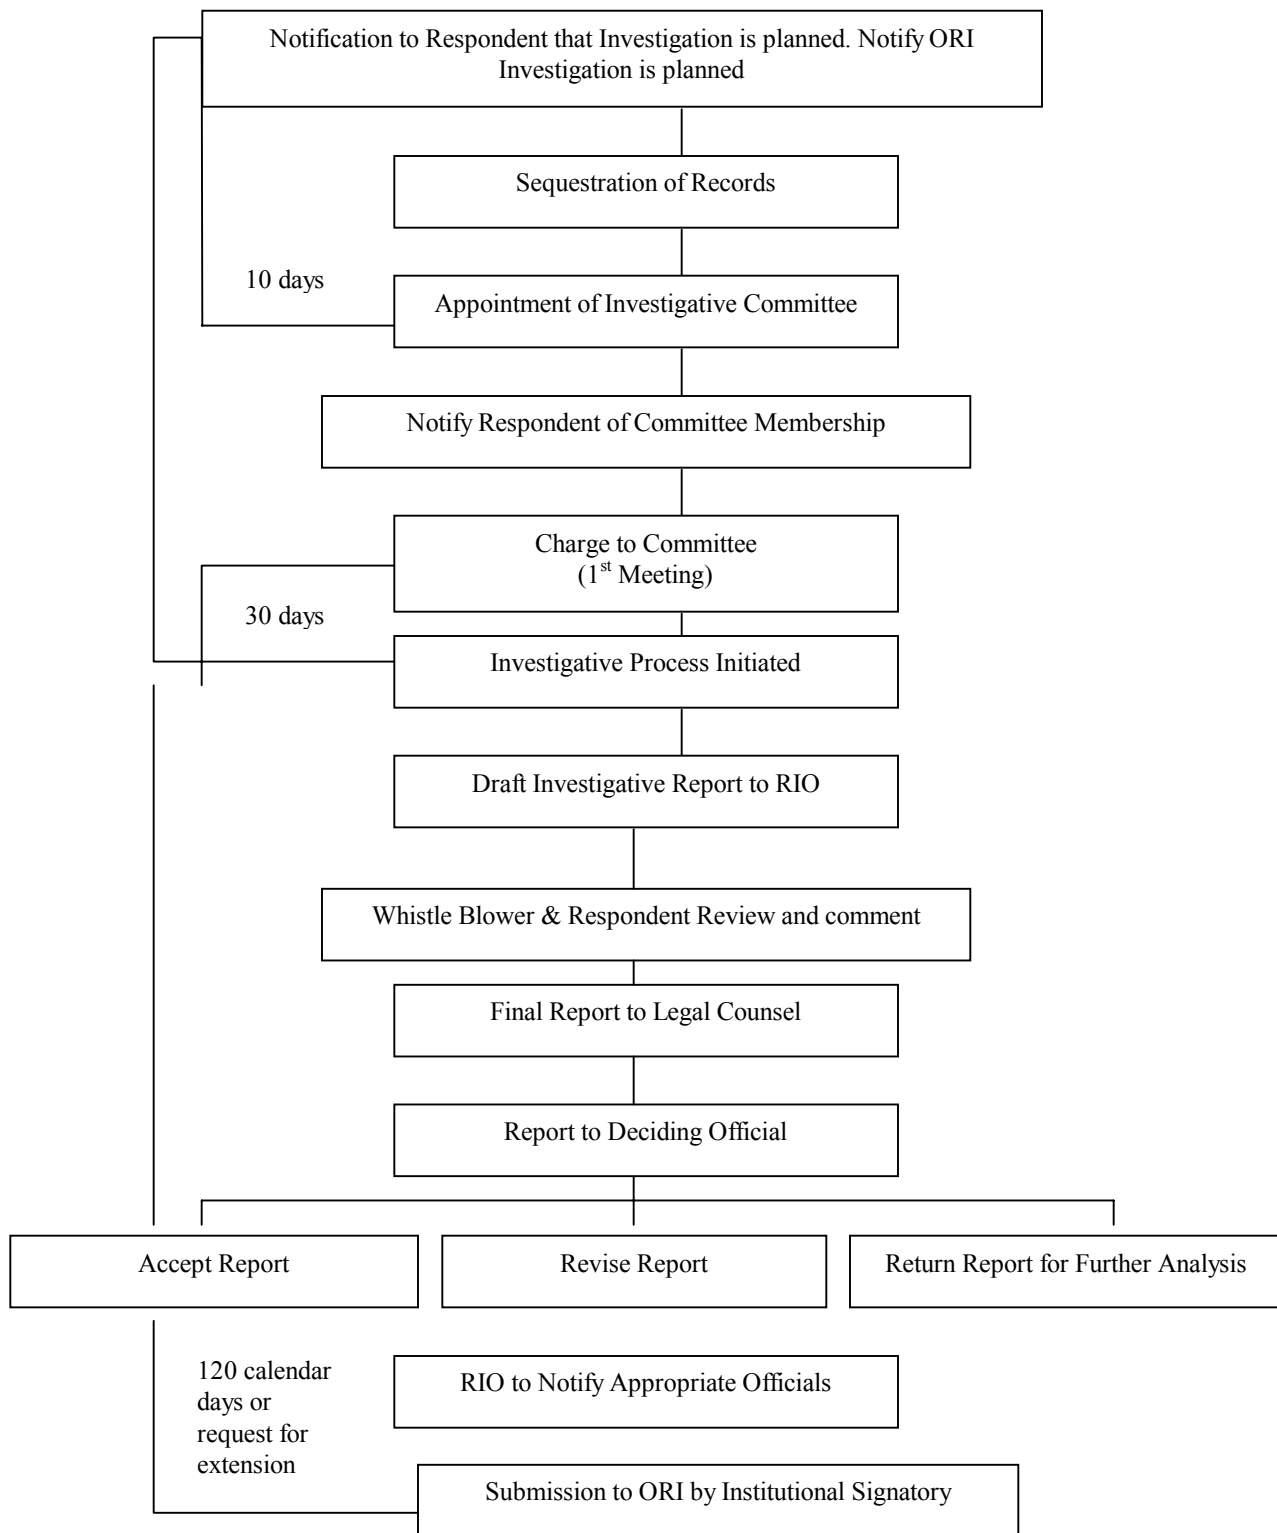 Notification to Respondent that Investigation is planned. Notify ORI
Investigation is planned
Sequestration of Records
10 days
Appointment of Investigative Committee
Notify Respondent of Committee Membership
Charge to Committee
(1st Meeting)
30 days
Investigative Process Initiated
Draft Investigative Report to RIO
Whistle Blower & Respondent Review and comment
Final Report to Legal Counsel
Report to Deciding Official
Accept Report
Revise Report
Return Report for Further Analysis
120 calendar
days or
request for
extension
RIO to Notify Appropriate Officials
Submission to ORI by Institutional Signatory